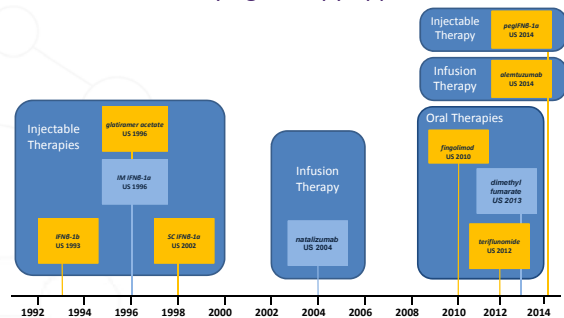 Injectable
Therapy
pegIFNB-1a
US 2014
Infusion
Therapy
alemtuzumab
US 2014
Injectable
Therapies
glatiramer acetate
US 1996
IM IFNB-1a
US 1996
IFNB-1b
US 1993
SC IFNB-1a
US 2002
Infusion
Therapy
natalizumab
US 2004
Oral Therapies
fingolimod
US 2010
dimethyl
fumarate
US 2013
teriflunomide
US 2012
1992 1994 1996 1998 2000 2002 2004 2006 2008 2010 2012 2014